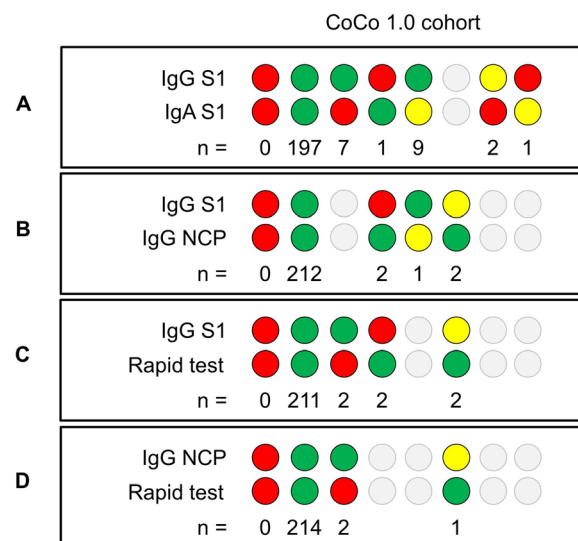 CoCo 1.0 cohort
A
IgG S1
IgA S1
n = 0 197 7 1 9 2 1
B
IgG S1
IgG NCP
n = 0 212 2 1 2
C
IgG S1
Rapid test
n = 0 211 2 2 2
D
IgG NCP
Rapid test
n = 0 214 2 1